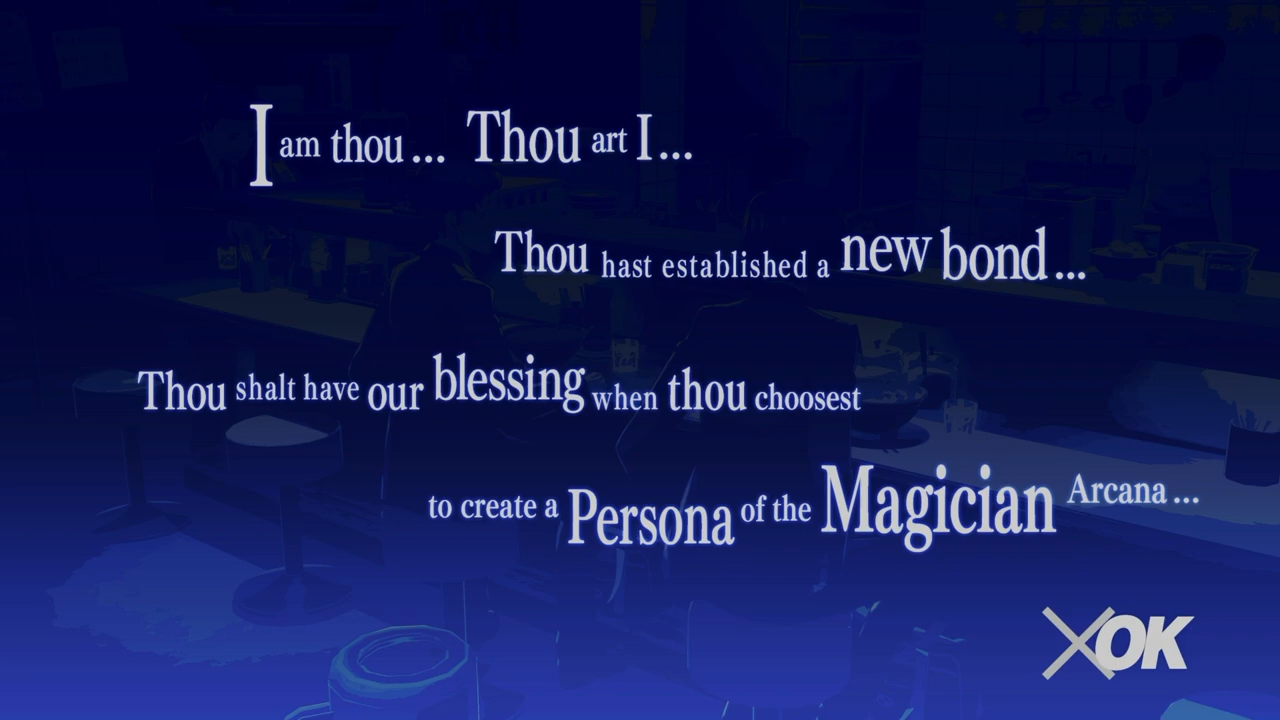 I am thou... Thou art I...
Thou hast established a new bond...
Thou shalt have our blessing when thou choosest
to create a Persona of the Magician Arcana...
OK